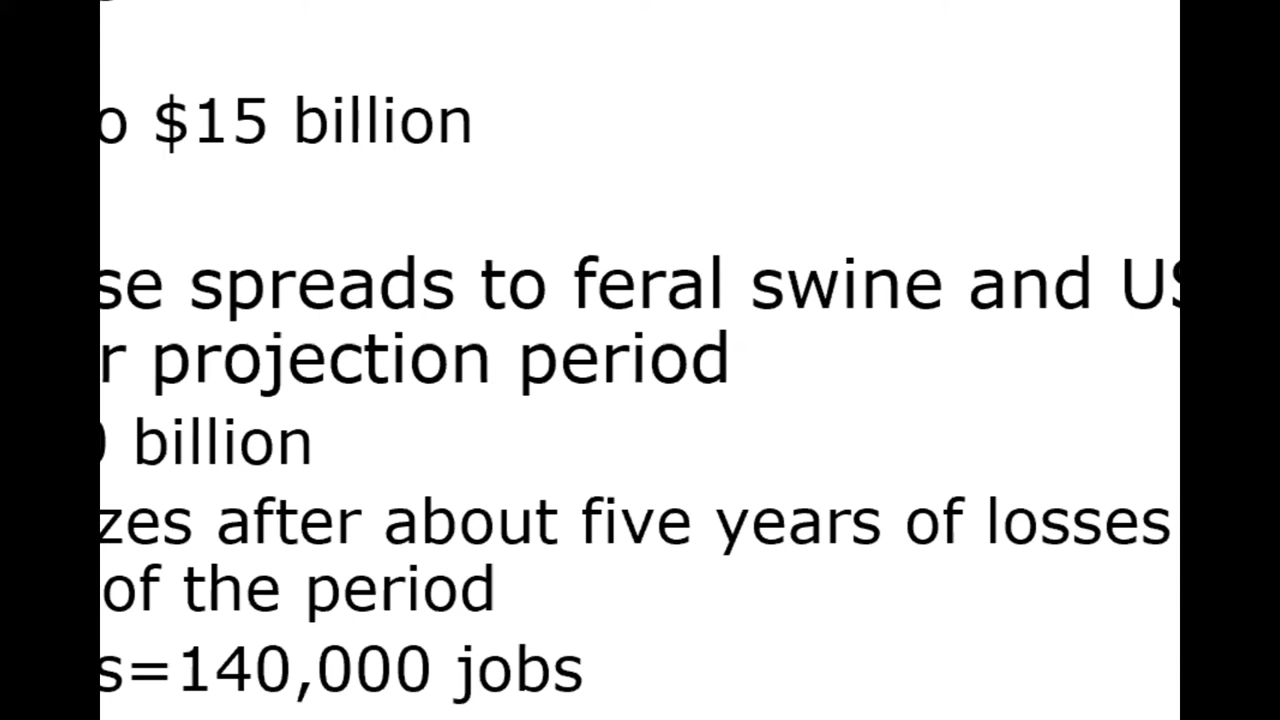 o $15 billion
se spreads to feral swine and US
r projection period
billion
zes after about five years of losses
of the period
s=140,000 jobs